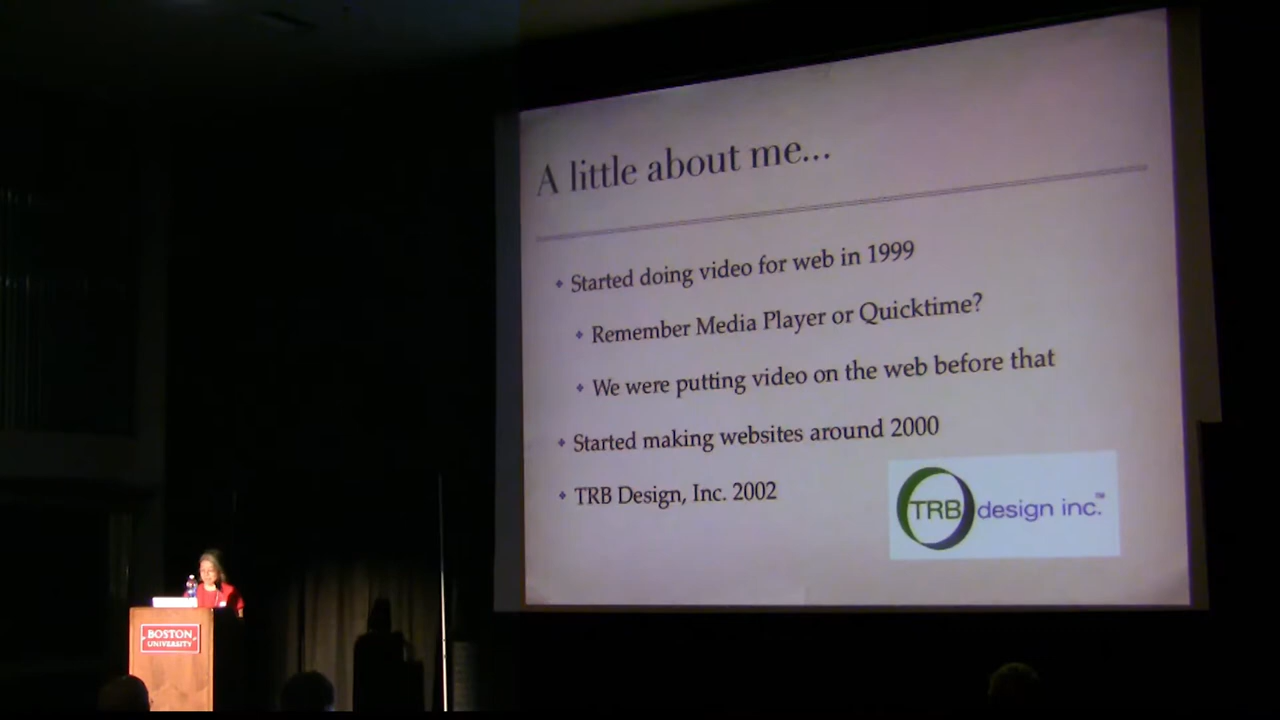 A little about me...
Started doing video for web in 1999
Remember Media Player or Quicktime?
We were putting video on the web before that
Started making websites around 2000
TRB Design, Inc. 2002
TRB design inc.™
BOSTON
UNIVERSITY